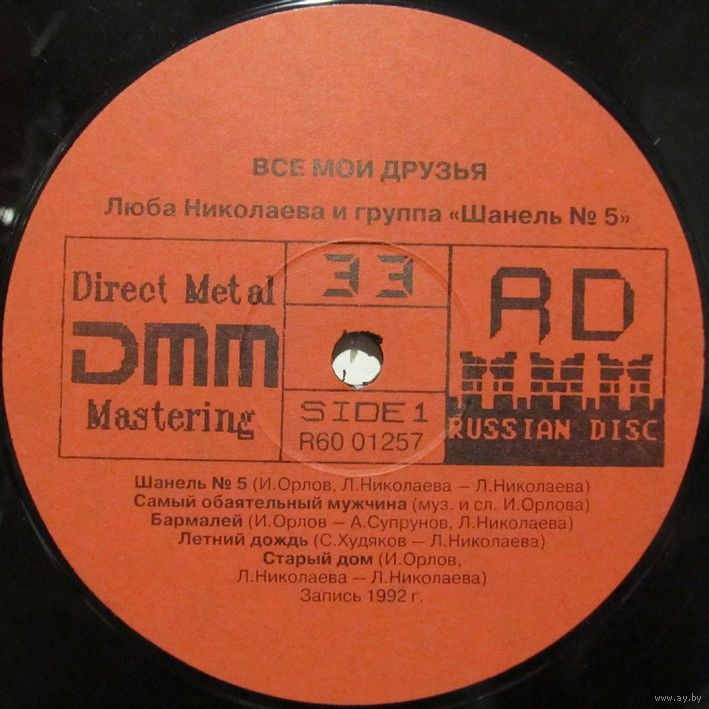 ВСЕ МОИ ДРУЗЬЯ
Люба Николаева и группа «Шанель № 5»
Direct Metal
DMM
Mastering
33
SIDE 1
R60 01257
RD
RUSSIAN DISC
Шанель № 5 (И.Орлов, Л.Николаева — Л.Николаева)
Самый обаятельный мужчина (муз. и сл. И.Орлова)
Бармалей (И.Орлов — А.Супрунов, Л.Николаева)
Летний дождь (С.Худяков — Л.Николаева)
Старый дом (И.Орлов,
Л.Николаева — Л.Николаева)
Запись 1992 г.
www.ay.by